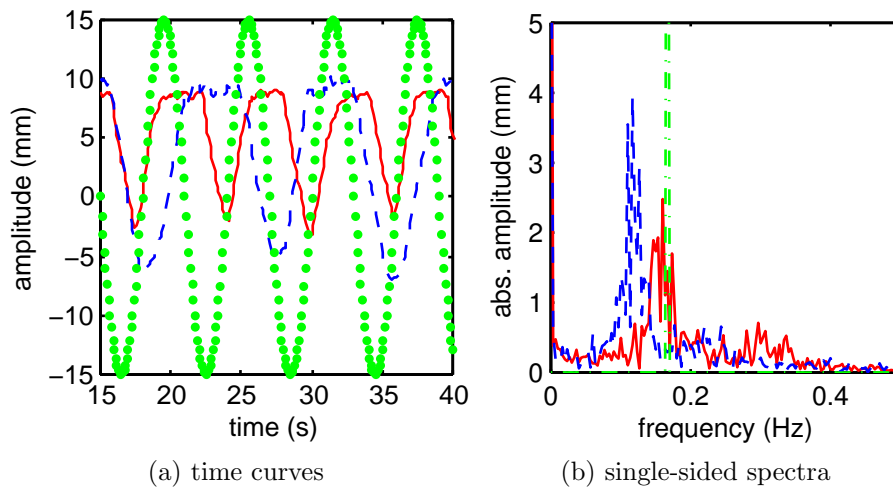 15
10
5
0
−5
−10
−15
amplitude (mm)
15 20 25 30 35 40
time (s)
(a) time curves
5
4
3
2
1
0
abs. amplitude (mm)
0 0.2 0.4
frequency (Hz)
(b) single-sided spectra